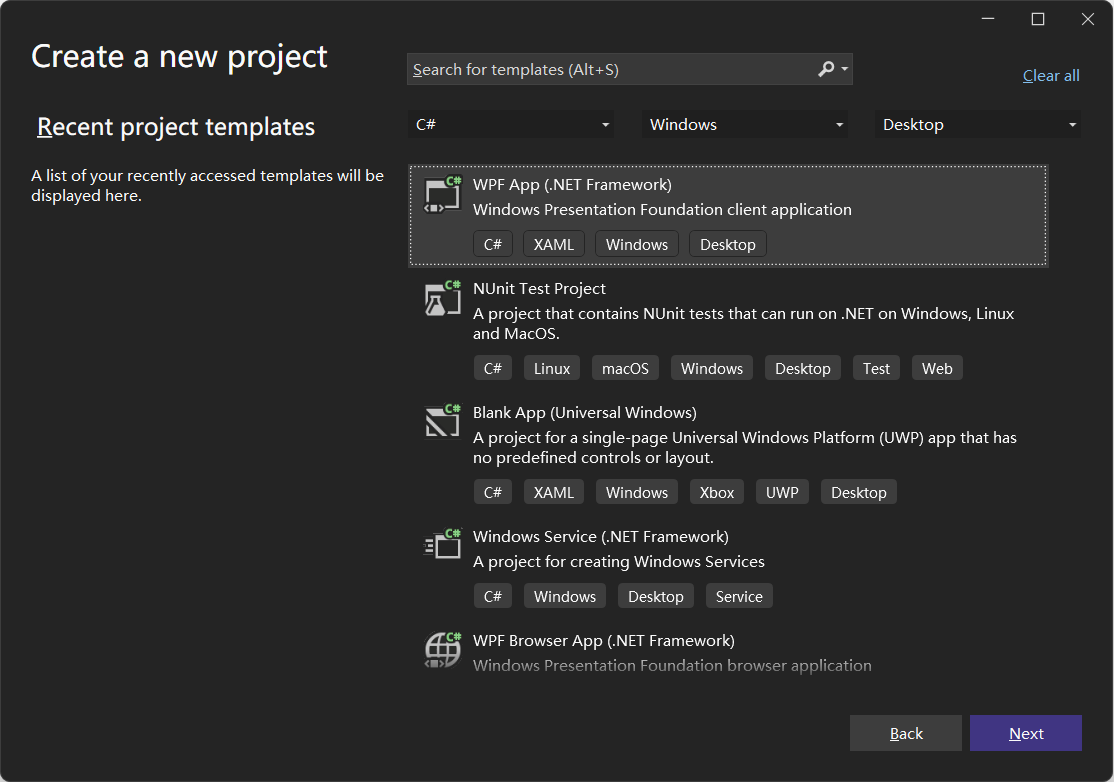 Create a new project
Search for templates (Alt+S)
Clear all
Recent project templates
A list of your recently accessed templates will be
displayed here.
C#
Windows
Desktop
C#
WPF App (.NET Framework)
Windows Presentation Foundation client application
C# XAML Windows Desktop
C#
NUnit Test Project
A project that contains NUnit tests that can run on .NET on Windows, Linux
and MacOS.
C# Linux macOS Windows Desktop Test Web
C#
Blank App (Universal Windows)
A project for a single-page Universal Windows Platform (UWP) app that has
no predefined controls or layout.
C# XAML Windows Xbox UWP Desktop
C#
Windows Service (.NET Framework)
A project for creating Windows Services
C# Windows Desktop Service
C#
WPF Browser App (.NET Framework)
Windows Presentation Foundation browser application
Back
Next